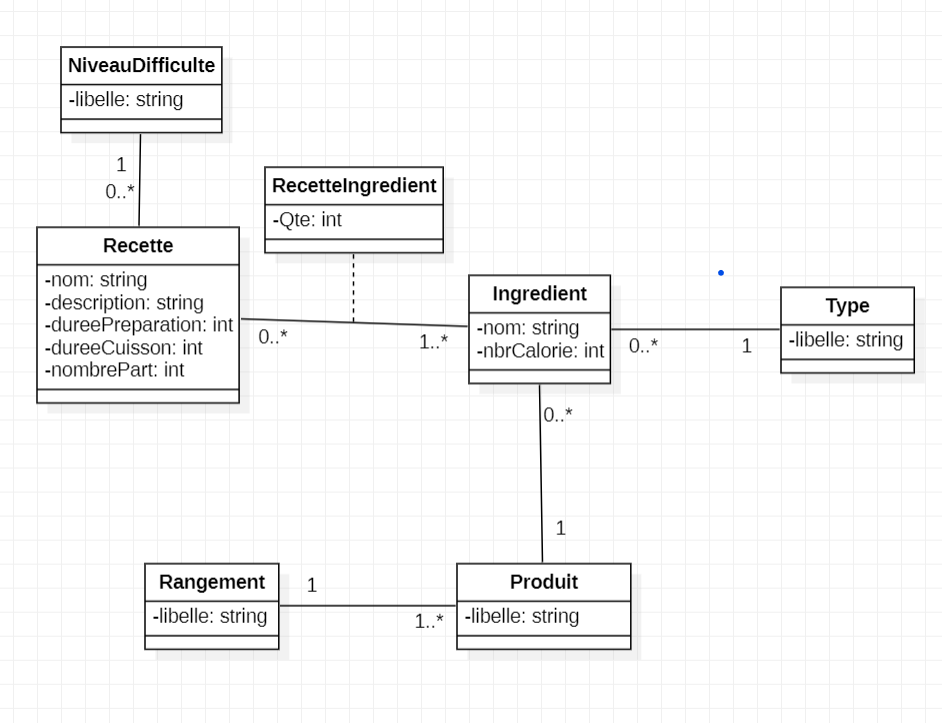 NiveauDifficulte
-libelle: string
1
0..*
RecetteIngredient
-Qte: int
Recette
-nom: string
-description: string
-dureePreparation: int
-dureeCuisson: int
-nombrePart: int
0..*
1..*
Ingredient
-nom: string
-nbrCalorie: int
0..*
1
Type
-libelle: string
0..*
1
Rangement
-libelle: string
1
1..*
Produit
-libelle: string